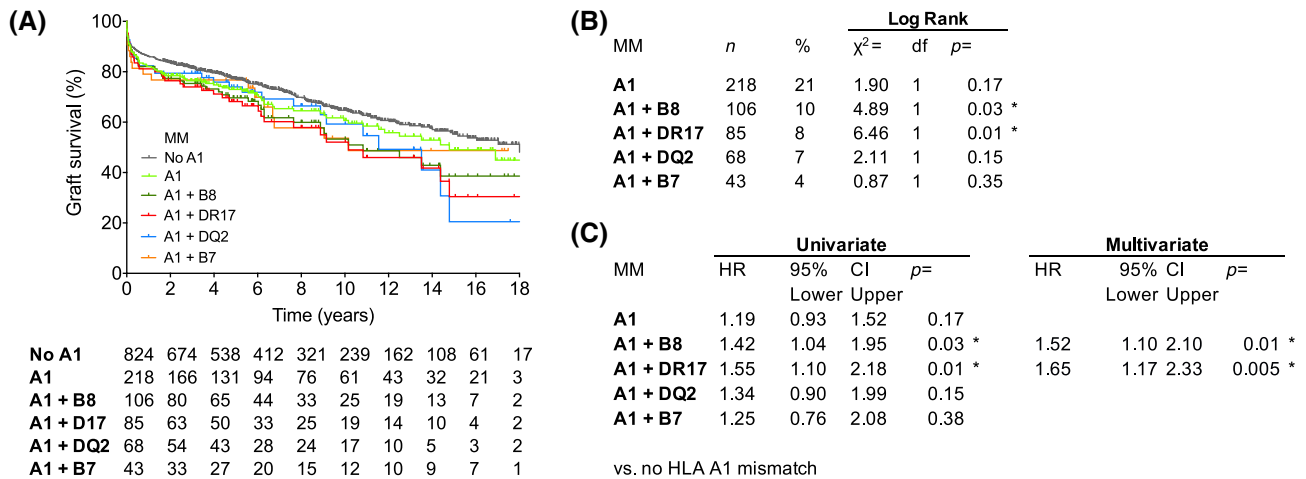 (A)
100
80
60
40
20
0
Graft survival (%)
MM
No A1
A1
A1 + B8
A1 + DR17
A1 + DQ2
A1 + B7
0 2 4 6 8 10 12 14 16 18
Time (years)
No A1 824 674 538 412 321 239 162 108 61 17
A1 218 166 131 94 76 61 43 32 21 3
A1 + B8 106 80 65 44 33 25 19 13 7 2
A1 + D17 85 63 50 33 25 19 14 10 4 2
A1 + DQ2 68 54 43 28 24 17 10 5 3 2
A1 + B7 43 33 27 20 15 12 10 9 7 1
(B)
Log Rank
MM n % χ²= df p=
A1 218 21 1.90 1 0.17
A1 + B8 106 10 4.89 1 0.03 *
A1 + DR17 85 8 6.46 1 0.01 *
A1 + DQ2 68 7 2.11 1 0.15
A1 + B7 43 4 0.87 1 0.35
(C)
Univariate Multivariate
MM HR 95% CI p= HR 95% CI p=
Lower Upper Lower Upper
A1 1.19 0.93 1.52 0.17
A1 + B8 1.42 1.04 1.95 0.03 * 1.52 1.10 2.10 0.01 *
A1 + DR17 1.55 1.10 2.18 0.01 * 1.65 1.17 2.33 0.005 *
A1 + DQ2 1.34 0.90 1.99 0.15
A1 + B7 1.25 0.76 2.08 0.38
vs. no HLA A1 mismatch